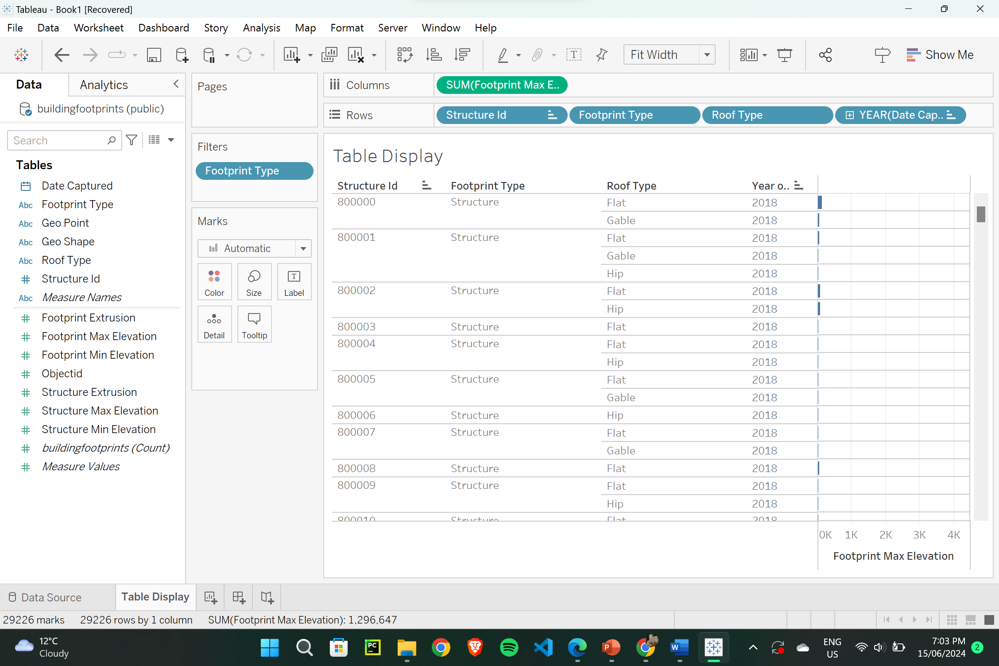 Tableau - Book1 [Recovered]
File Data Worksheet Dashboard Story Analysis Map Format Server Window Help
Fit Width
Show Me
Data Analytics
buildingfootprints (public)
Search
Tables
Date Captured
Abc Footprint Type
Abc Geo Point
Abc Geo Shape
Abc Roof Type
Structure Id
Abc Measure Names
Footprint Extrusion
Footprint Max Elevation
Footprint Min Elevation
Objectid
Structure Extrusion
Structure Max Elevation
Structure Min Elevation
buildingfootprints (Count)
Measure Values
Pages
Filters
Footprint Type
Marks
Automatic
Color Size Label
Detail Tooltip
Columns SUM(Footprint Max E..
Rows Structure Id Footprint Type Roof Type YEAR(Date Cap..
Table Display
Structure Id Footprint Type Roof Type Year o..
800000 Structure Flat 2018
Gable 2018
800001 Structure Flat 2018
Gable 2018
Hip 2018
800002 Structure Flat 2018
Hip 2018
800003 Structure Flat 2018
800004 Structure Flat 2018
Hip 2018
800005 Structure Flat 2018
Gable 2018
800006 Structure Hip 2018
800007 Structure Flat 2018
Gable 2018
800008 Structure Flat 2018
800009 Structure Flat 2018
Hip 2018
800010 Structure Flat 2018
0K 1K 2K 3K 4K
Footprint Max Elevation
Data Source Table Display
29226 marks 29226 rows by 1 column SUM(Footprint Max Elevation): 1,296,647
12°C
Cloudy
PC
P
W
ENG
US
7:03 PM
15/06/2024
2